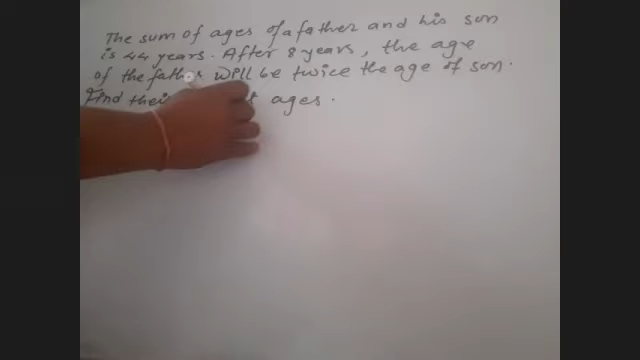 The sum of ages of a father and his son
is 44 years. After 8 years, the age
of the father will be twice the age of son.
Find their ages.